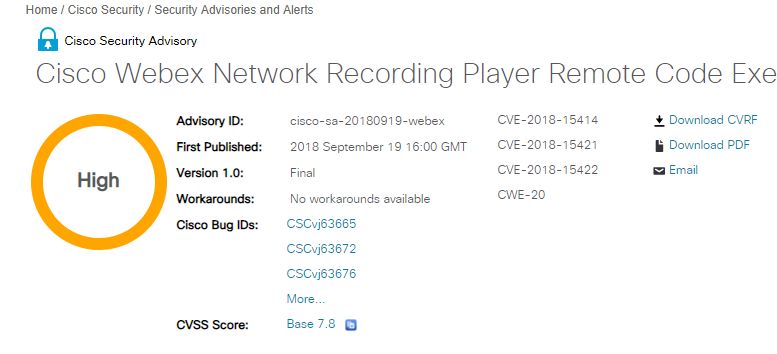 Home / Cisco Security / Security Advisories and Alerts
Cisco Security Advisory
Cisco Webex Network Recording Player Remote Code Exe
High
Advisory ID: cisco-sa-20180919-webex
First Published: 2018 September 19 16:00 GMT
Version 1.0: Final
Workarounds: No workarounds available
Cisco Bug IDs: CSCvj63665
CSCvj63672
CSCvj63676
More...
CVSS Score: Base 7.8
CVE-2018-15414
CVE-2018-15421
CVE-2018-15422
CWE-20
Download CVRF
Download PDF
Email